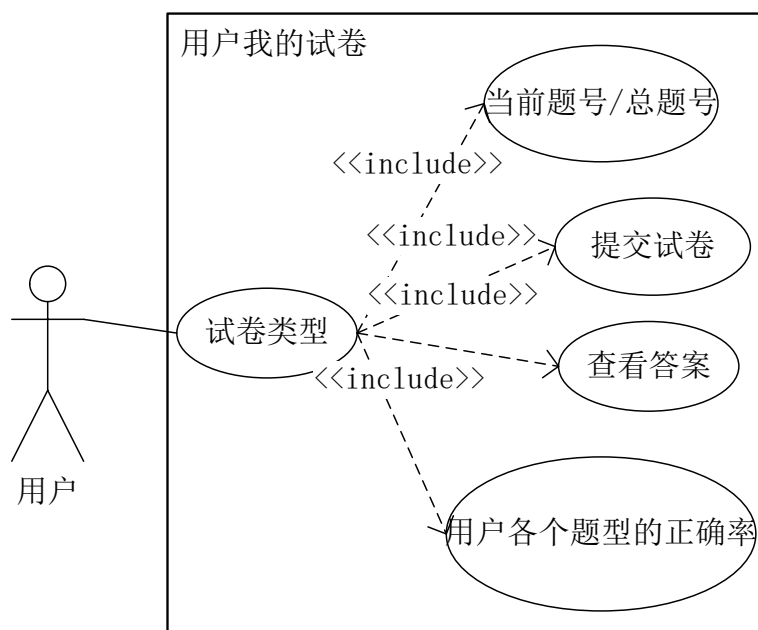 用户我的试卷
当前题号/总题号
<<include>>
<<include>>
提交试卷
<<include>>
试卷类型
查看答案
<<include>>
用户
用户各个题型的正确率